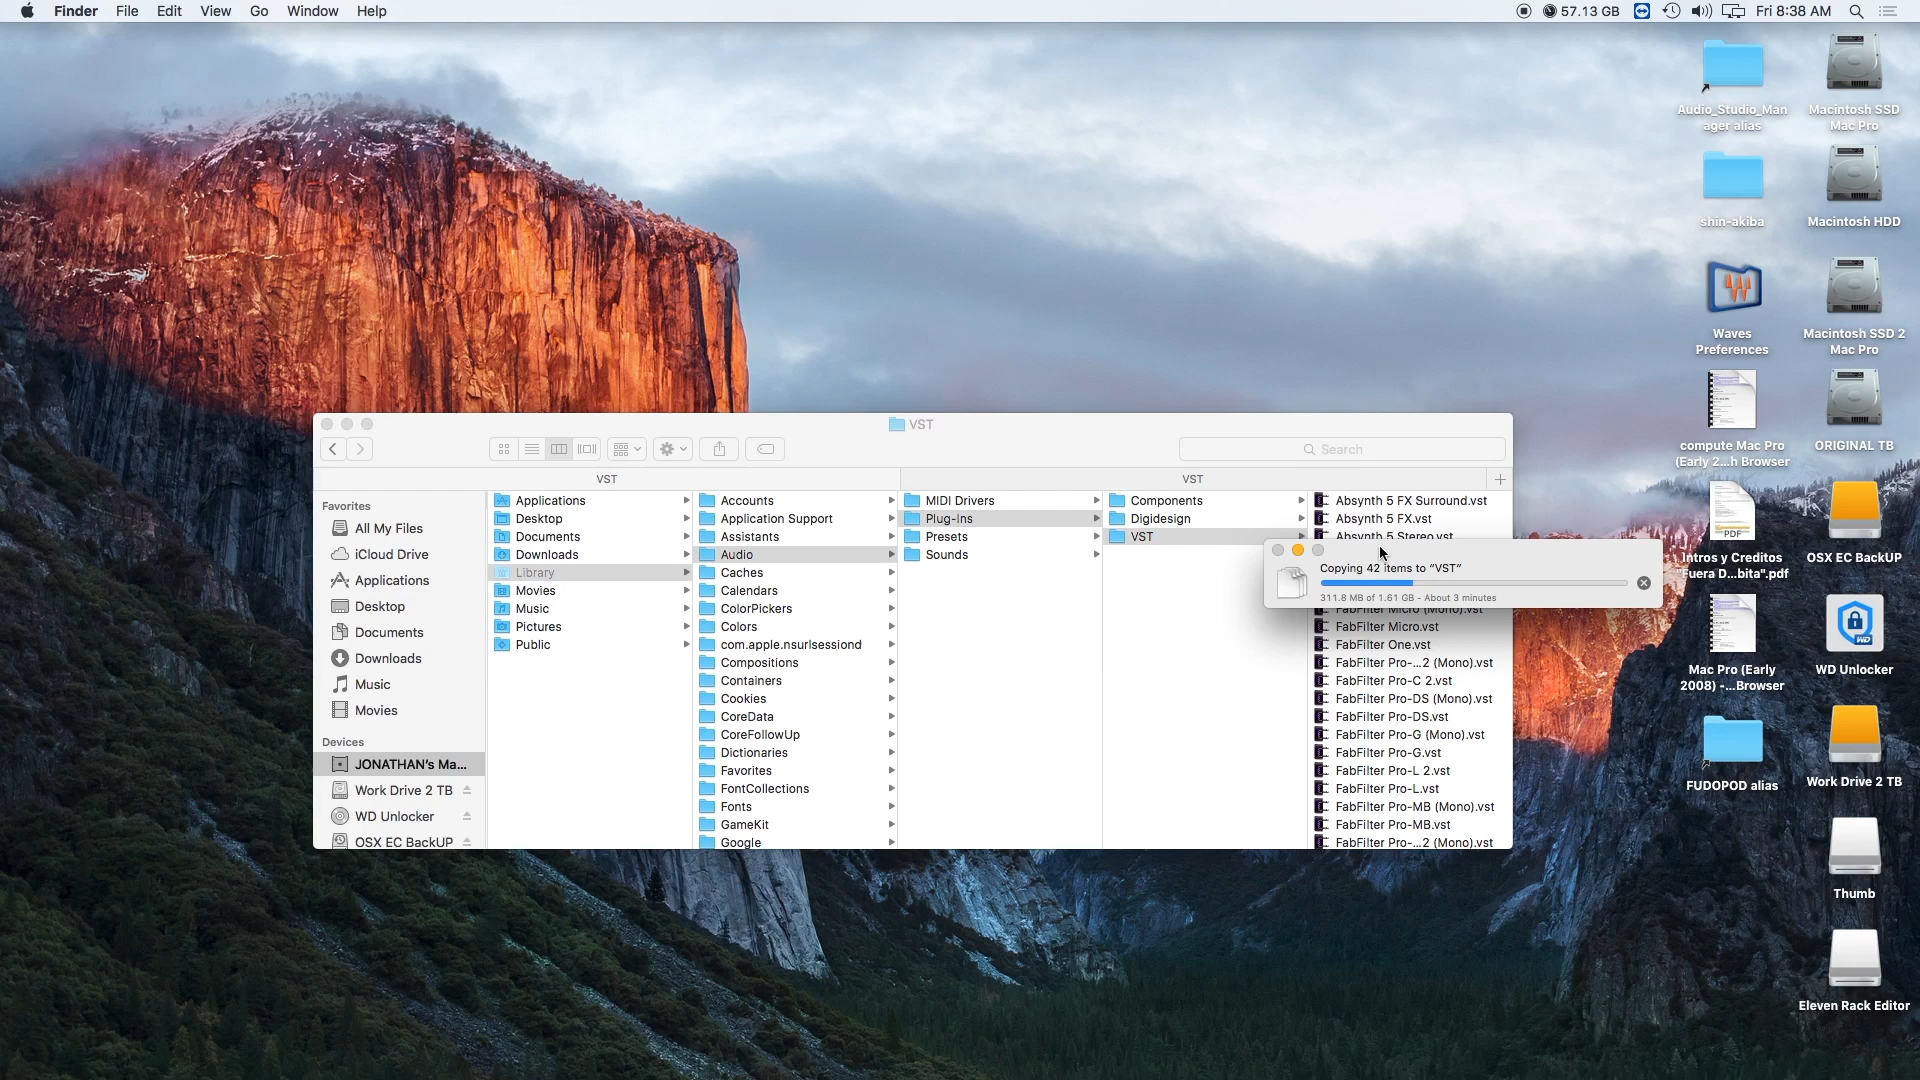 Finder File Edit View Go Window Help
57.13 GB Fri 8:38 AM
Audio_Studio_Man
ager alias
Macintosh SSD
Mac Pro
shin-akiba
Macintosh HDD
Waves
Preferences
Macintosh SSD 2
Mac Pro
compute Mac Pro
(Early 2...h Browser
ORIGINAL TB
PDF
Intros y Creditos
"Fuera D...bita".pdf
OSX EC BackUP
Mac Pro (Early
2008) -...Browser
WD
WD Unlocker
FUDOPOD alias
Work Drive 2 TB
Thumb
Eleven Rack Editor
VST
Search
VST
VST
Favorites
All My Files
iCloud Drive
Applications
Desktop
Documents
Downloads
Music
Movies
Devices
JONATHAN's Ma...
Work Drive 2 TB
WD Unlocker
OSX EC BackUP
Applications
Desktop
Documents
Downloads
Library
Movies
Music
Pictures
Public
Accounts
Application Support
Assistants
Audio
Caches
Calendars
ColorPickers
Colors
com.apple.nsurlsessiond
Compositions
Containers
Cookies
CoreData
CoreFollowUp
Dictionaries
Favorites
FontCollections
Fonts
GameKit
Google
MIDI Drivers
Plug-Ins
Presets
Sounds
Components
Digidesign
VST
Absynth 5 FX Surround.vst
Absynth 5 FX.vst
Absynth 5 Stereo.vst
Copying 42 items to "VST"
311.8 MB of 1.61 GB - About 3 minutes
FabFilter Micro (Mono).vst
FabFilter Micro.vst
FabFilter One.vst
FabFilter Pro-...2 (Mono).vst
FabFilter Pro-C 2.vst
FabFilter Pro-DS (Mono).vst
FabFilter Pro-DS.vst
FabFilter Pro-G (Mono).vst
FabFilter Pro-G.vst
FabFilter Pro-L 2.vst
FabFilter Pro-L.vst
FabFilter Pro-MB (Mono).vst
FabFilter Pro-MB.vst
FabFilter Pro-...2 (Mono).vst